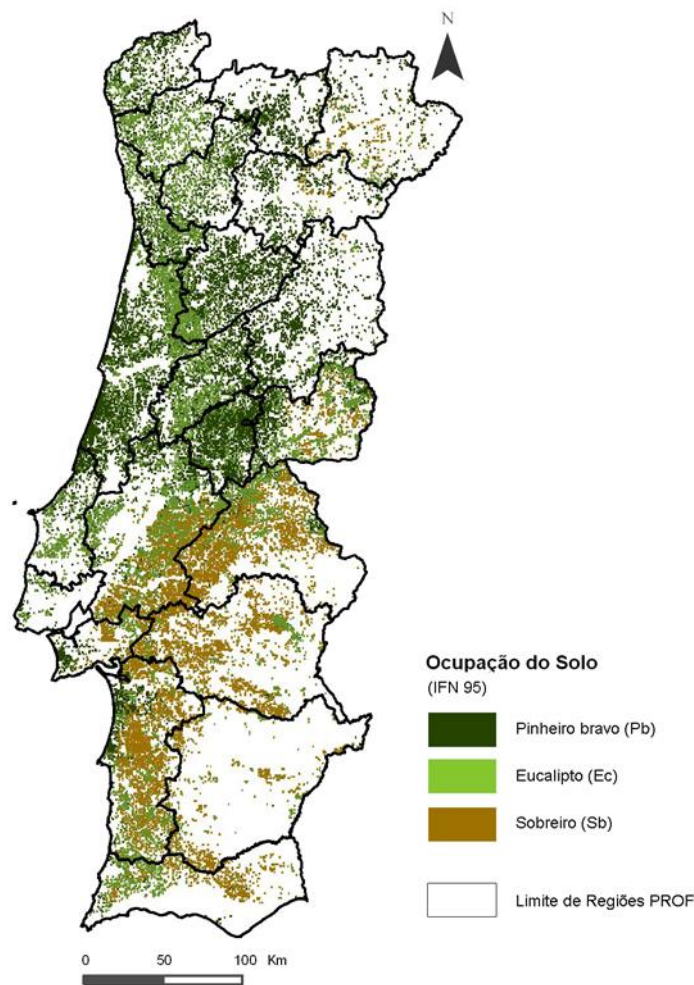 N
Ocupação do Solo
(IFN 95)
Pinheiro bravo (Pb)
Eucalipto (Ec)
Sobreiro (Sb)
Limite de Regiões PROF
0 50 100 Km